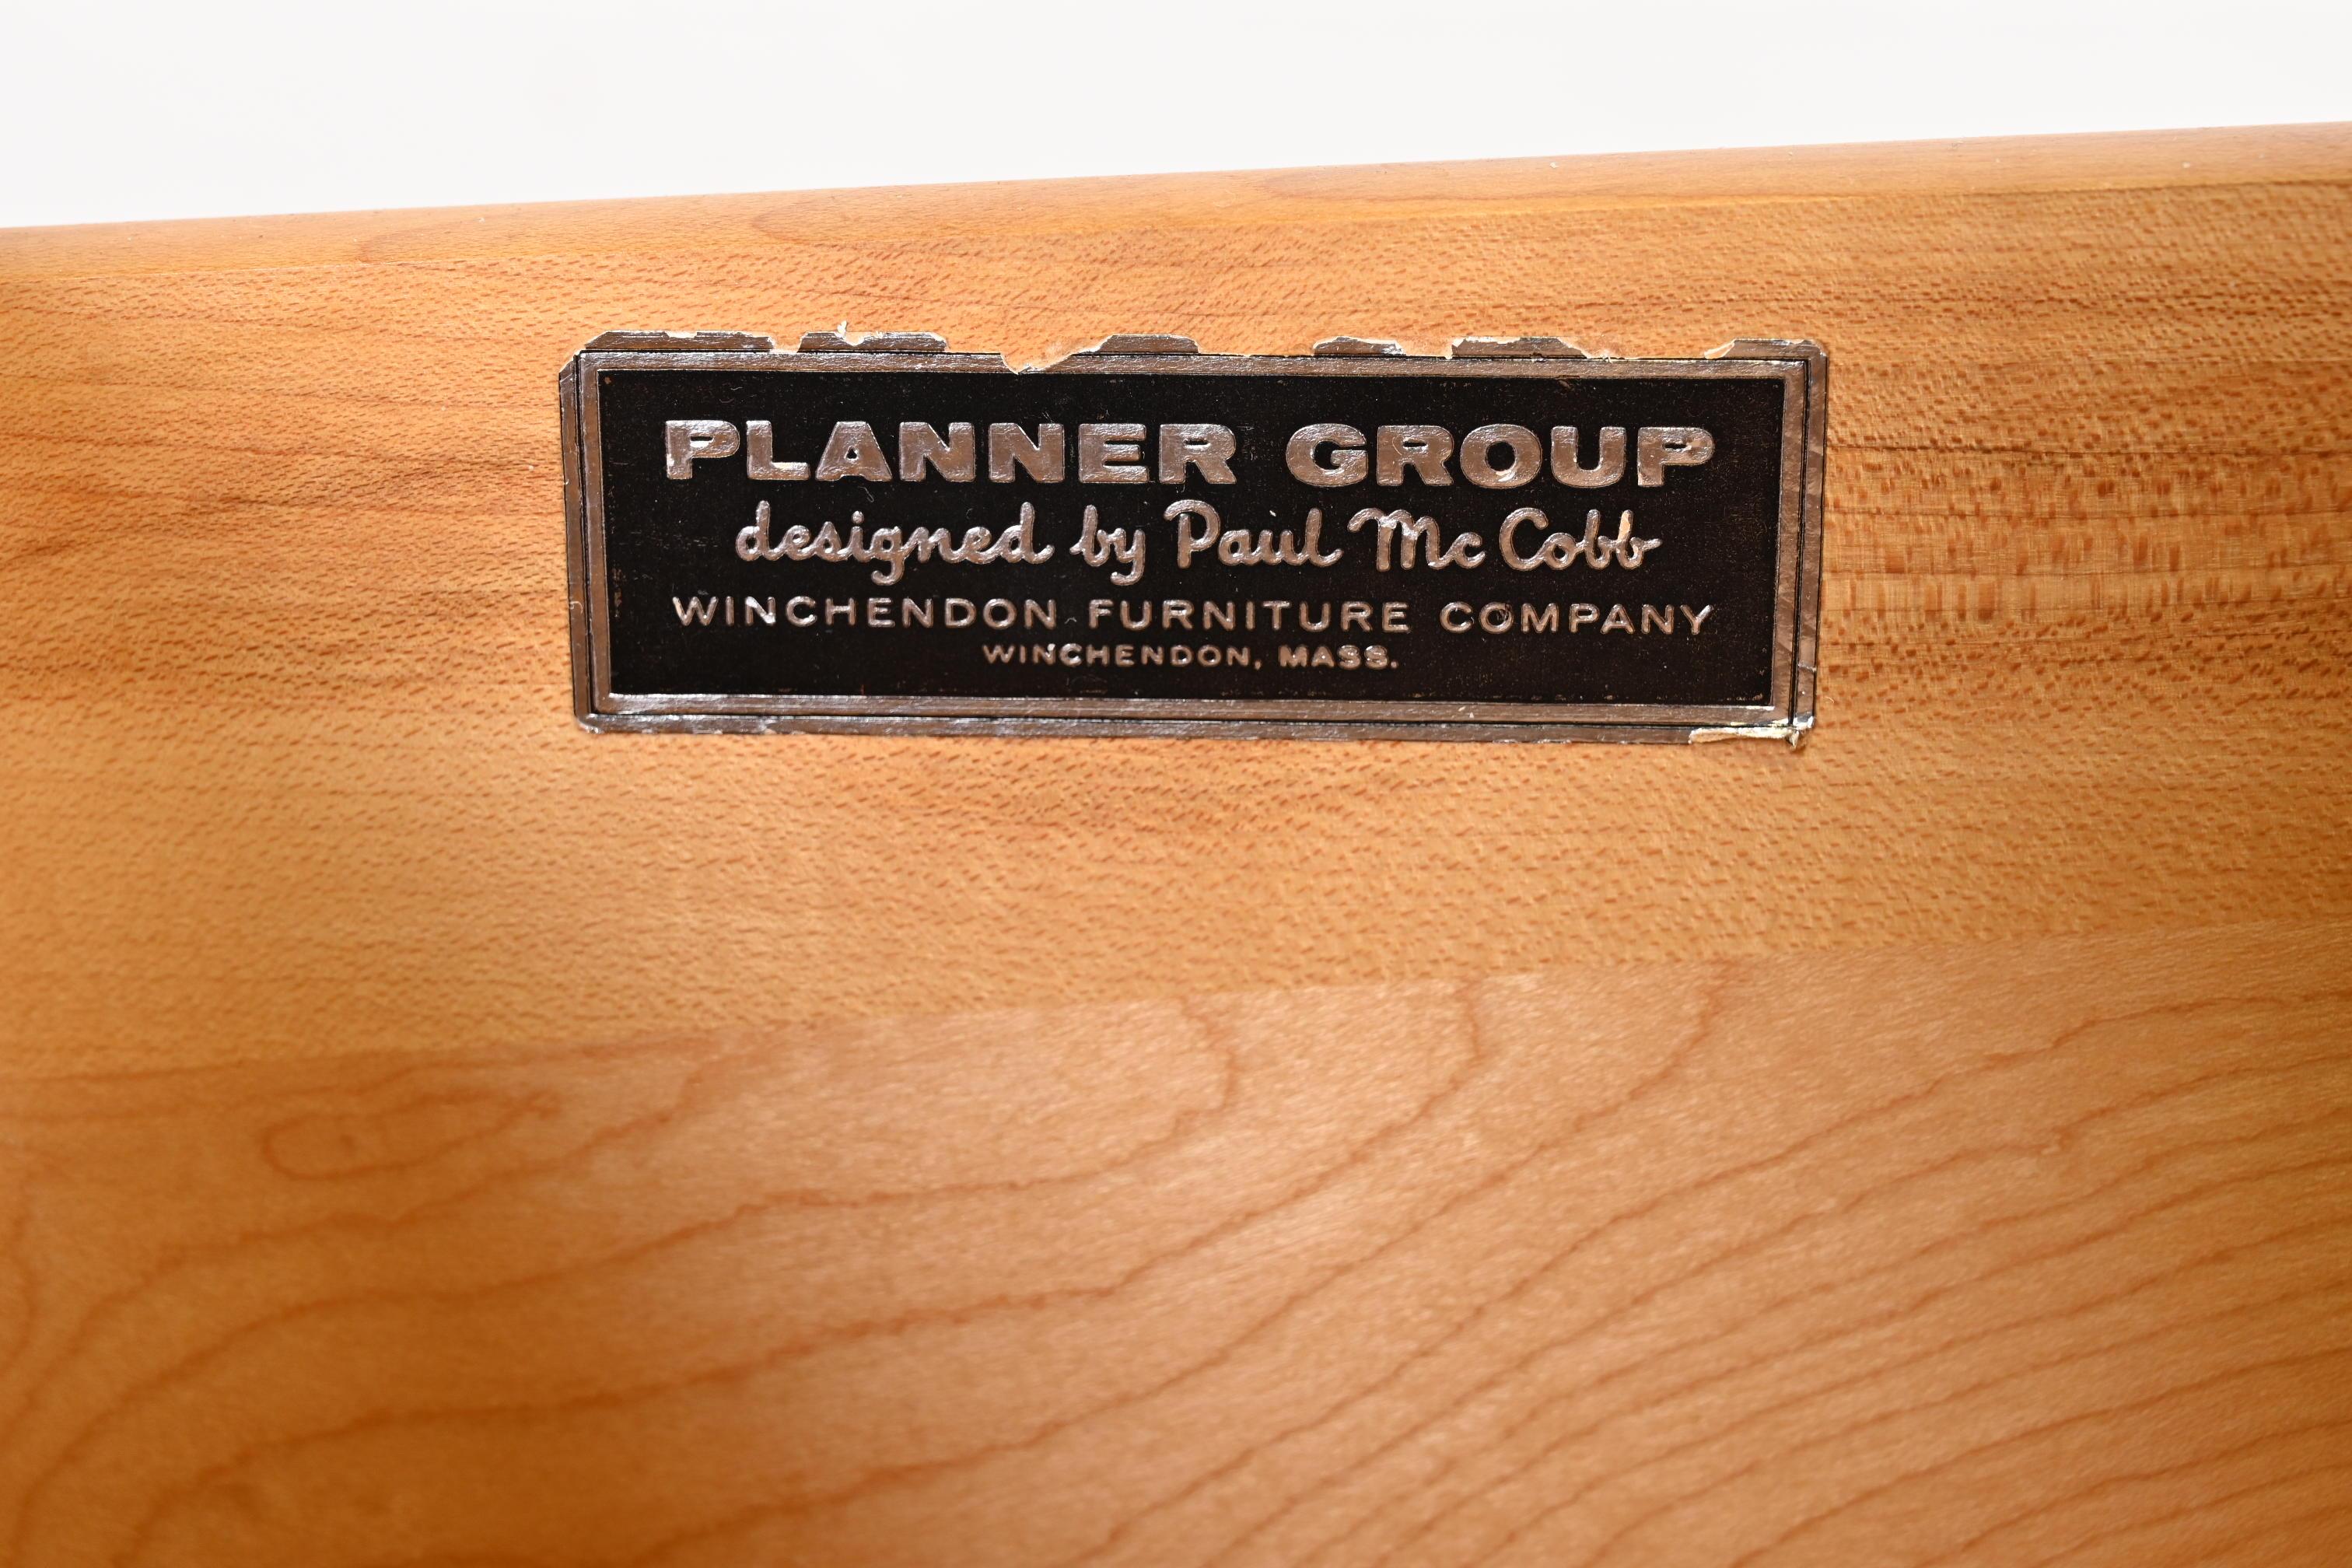 PLANNER GROUP
designed by Paul McCobb
WINCHENDON FURNITURE COMPANY
WINCHENDON, MASS.